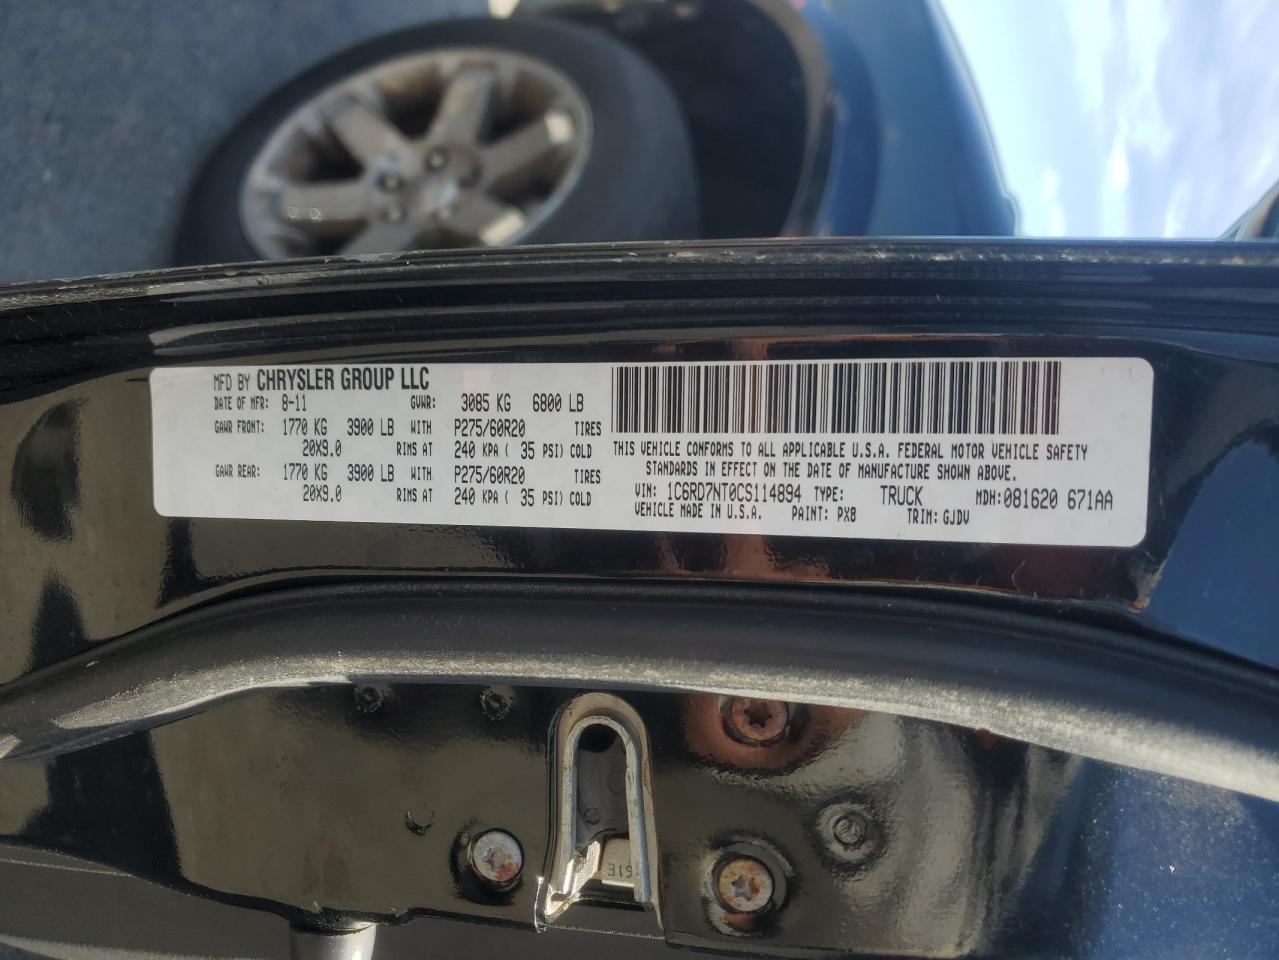 MFD BY CHRYSLER GROUP LLC
DATE OF MFR: 8-11 GVWR: 3085 KG 6800 LB
GAWR FRONT: 1770 KG 3900 LB WITH P275/60R20 TIRES
20X9.0 RIMS AT 240 KPA ( 35 PSI) COLD
GAWR REAR: 1770 KG 3900 LB WITH P275/60R20 TIRES
20X9.0 RIMS AT 240 KPA ( 35 PSI) COLD
THIS VEHICLE CONFORMS TO ALL APPLICABLE U.S.A. FEDERAL MOTOR VEHICLE SAFETY
STANDARDS IN EFFECT ON THE DATE OF MANUFACTURE SHOWN ABOVE.
VIN: 1C6RD7NT0CS114894 TYPE: TRUCK MDH:081620 671AA
VEHICLE MADE IN U.S.A. PAINT: PX8 TRIM: GJDV
61E